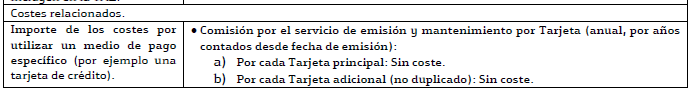 Costes relacionados.
Importe de los costes por
utilizar un medio de pago
específico (por ejemplo una
tarjeta de crédito).
• Comisión por el servicio de emisión y mantenimiento por Tarjeta (anual, por años
contados desde fecha de emisión):
a) Por cada Tarjeta principal: Sin coste.
b) Por cada Tarjeta adicional (no duplicado): Sin coste.